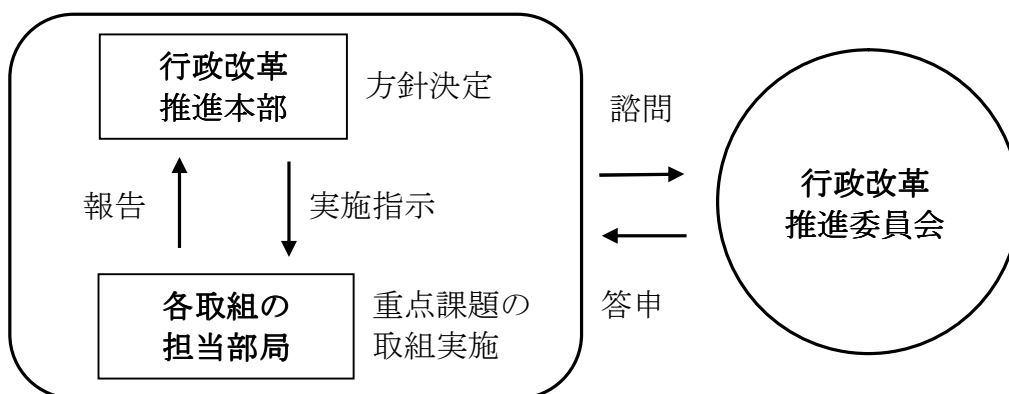 行政改革
推進本部
方針決定
報告
実施指示
各取組の
担当部局
重点課題の
取組実施
諮問
答申
行政改革
推進委員会